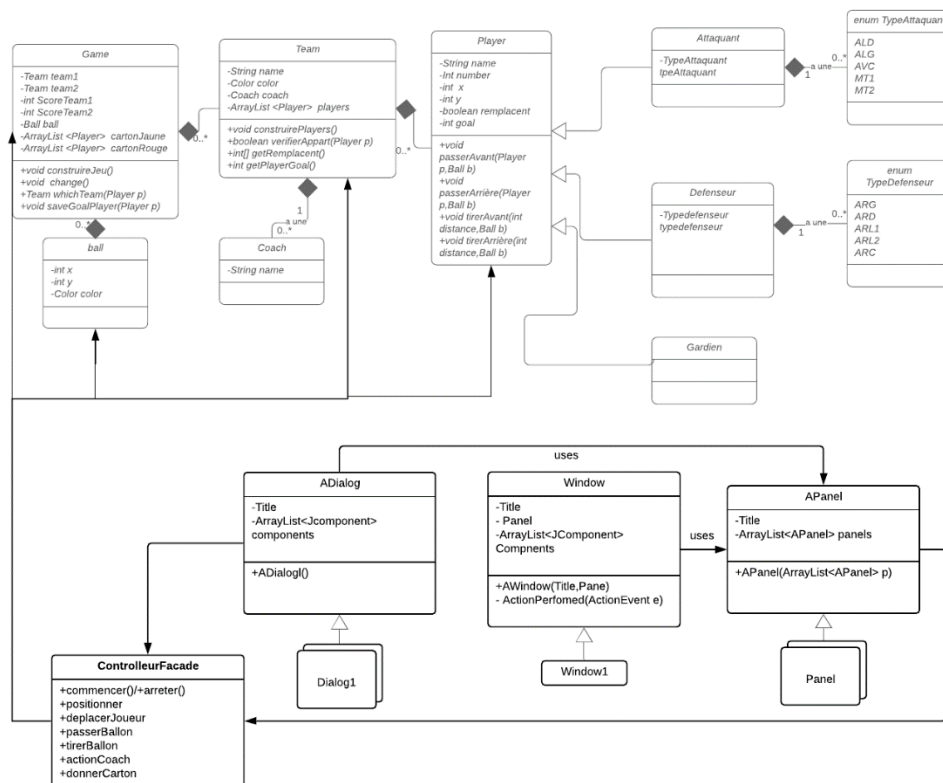 Game
-Team team1
-Team team2
-int ScoreTeam1
-int ScoreTeam2
-Ball ball
-ArrayList <Player> cartonJaune
-ArrayList <Player> cartonRouge
+void construireJeu()
+void change()
+Team whichTeam(Player p)
+void saveGoalPlayer(Player p)
0..*
0..*
ball
-int x
-int y
-Color color
Team
-String name
-Color color
-Coach coach
-ArrayList <Player> players
+void construirePlayers()
+boolean verifierAppart(Player p)
+int[] getRemplacent()
+int getPlayerGoal()
0..*
1
a une
0..*
Coach
-String name
Player
-String name
-Int number
-int x
-int y
-boolean remplacent
-int goal
+void
passerAvant(Player
p,Ball b)
+void
passerArrière(Player
p,Ball b)
+void tirerAvant(int
distance,Ball b)
+void tirerArrière(int
distance,Ball b)
Attaquant
-TypeAttaquant
tpeAttaquant
a une
0..*
1
enum TypeAttaquant
ALD
ALG
AVC
MT1
MT2
Defenseur
-Typedefenseur
typedefenseur
0..*
a une
1
enum
TypeDefenseur
ARG
ARD
ARL1
ARL2
ARC
Gardien
uses
ADialog
-Title
-ArrayList<Jcomponent>
components
+ADialogl()
Dialog1
Window
-Title
- Panel
-ArrayList<JComponent>
Compnents
+AWindow(Title,Pane)
- ActionPerfomed(ActionEvent e)
Window1
uses
APanel
-Title
-ArrayList<APanel> panels
+APanel(ArrayList<APanel> p)
Panel
ControlleurFacade
+commencer()/+arreter()
+positionner
+deplacerJoueur
+passerBallon
+tirerBallon
+actionCoach
+donnerCarton